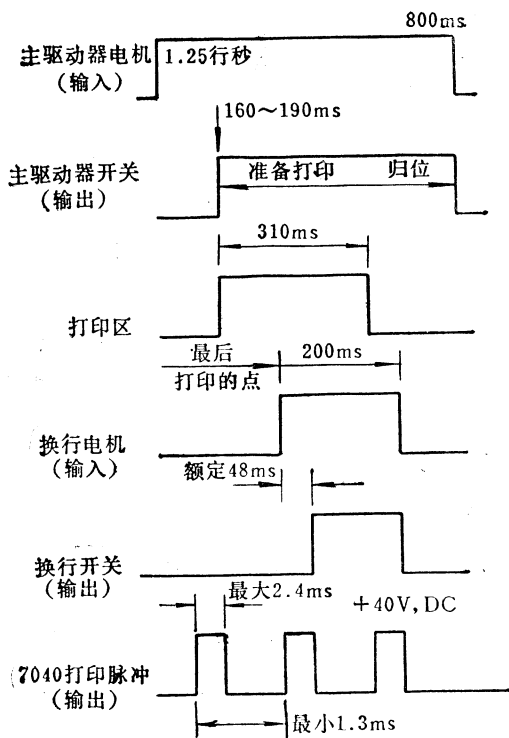 800ms
主驱动器电机
1.25行秒
(输入)
160～190ms
主驱动器开关
(输出)
准备打印
归位
310ms
打印区
最后
打印的点
200ms
换行电机
(输入)
额定48ms
换行开关
(输出)
最大2.4ms
+40V,DC
7040打印脉冲
(输出)
最小1.3ms